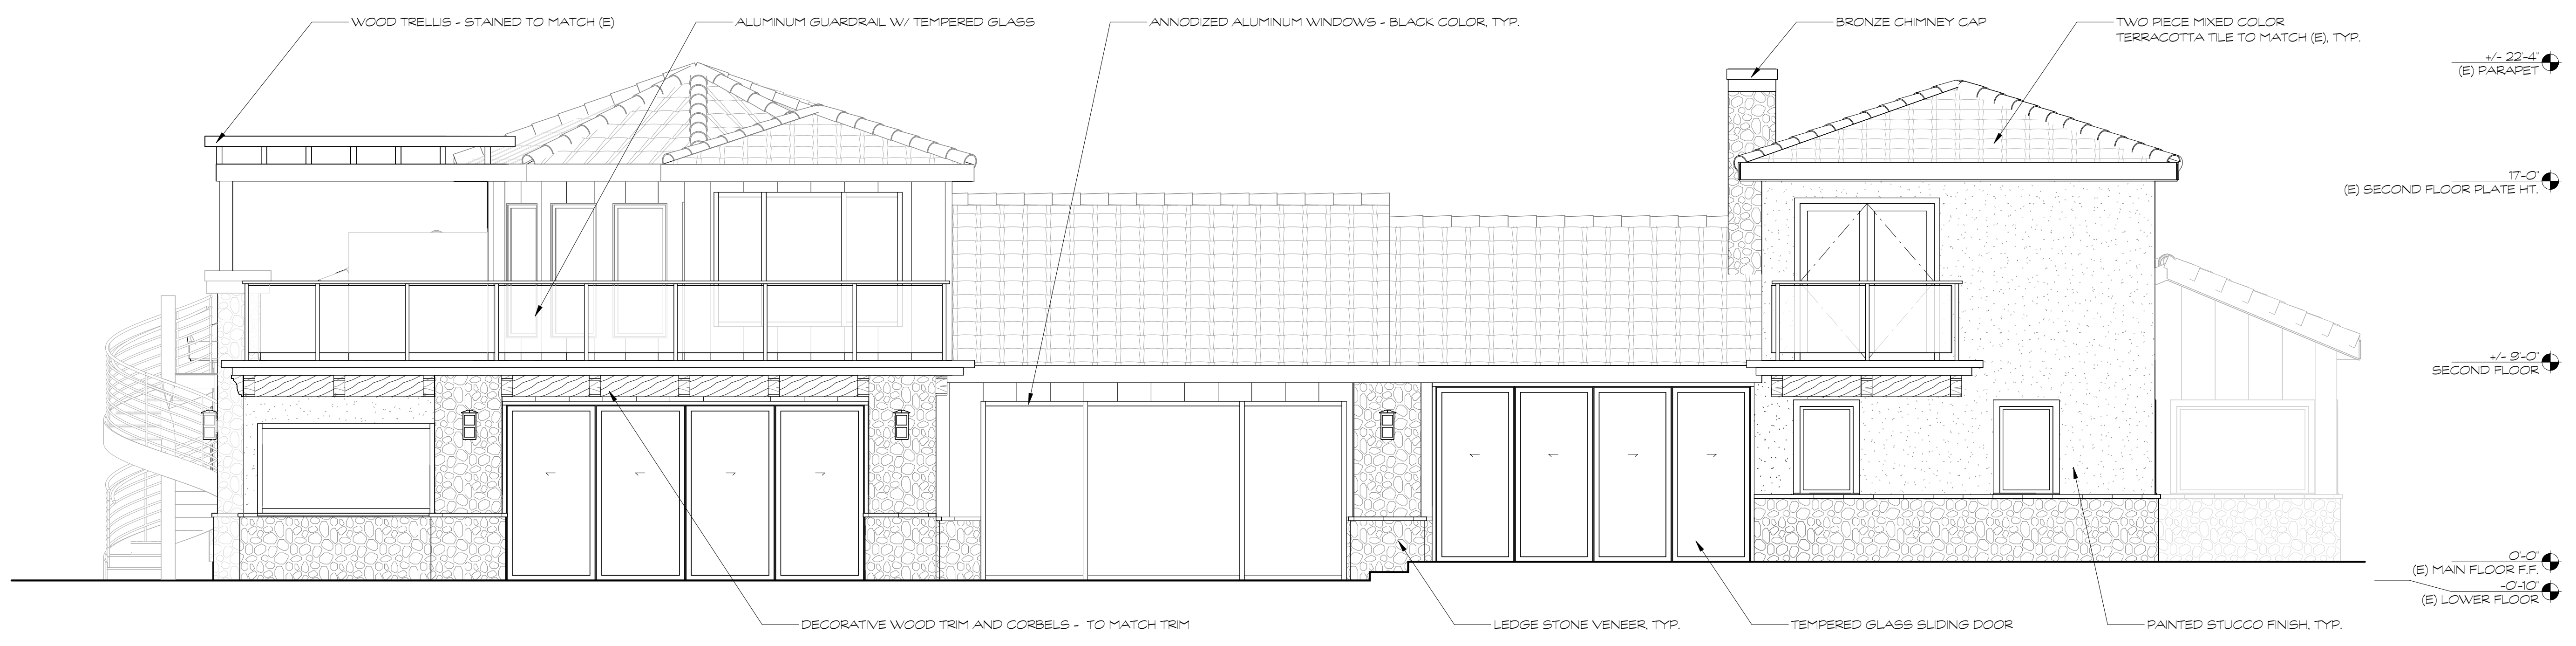 WOOD TRELLIS - STAINED TO MATCH (E)
ALUMINUM GUARDRAIL W/ TEMPERED GLASS
ANNODIZED ALUMINUM WINDOWS - BLACK COLOR, TYP.
BRONZE CHIMNEY CAP
TWO PIECE MIXED COLOR
TERRACOTTA TILE TO MATCH (E), TYP.
+/- 22'-4"
(E) PARAPET
17'-0"
(E) SECOND FLOOR PLATE HT.
+/- 9'-0"
SECOND FLOOR
0'-0"
(E) MAIN FLOOR F.F.
-0'-10"
(E) LOWER FLOOR
DECORATIVE WOOD TRIM AND CORBELS - TO MATCH TRIM
LEDGE STONE VENEER, TYP.
TEMPERED GLASS SLIDING DOOR
PAINTED STUCCO FINISH, TYP.